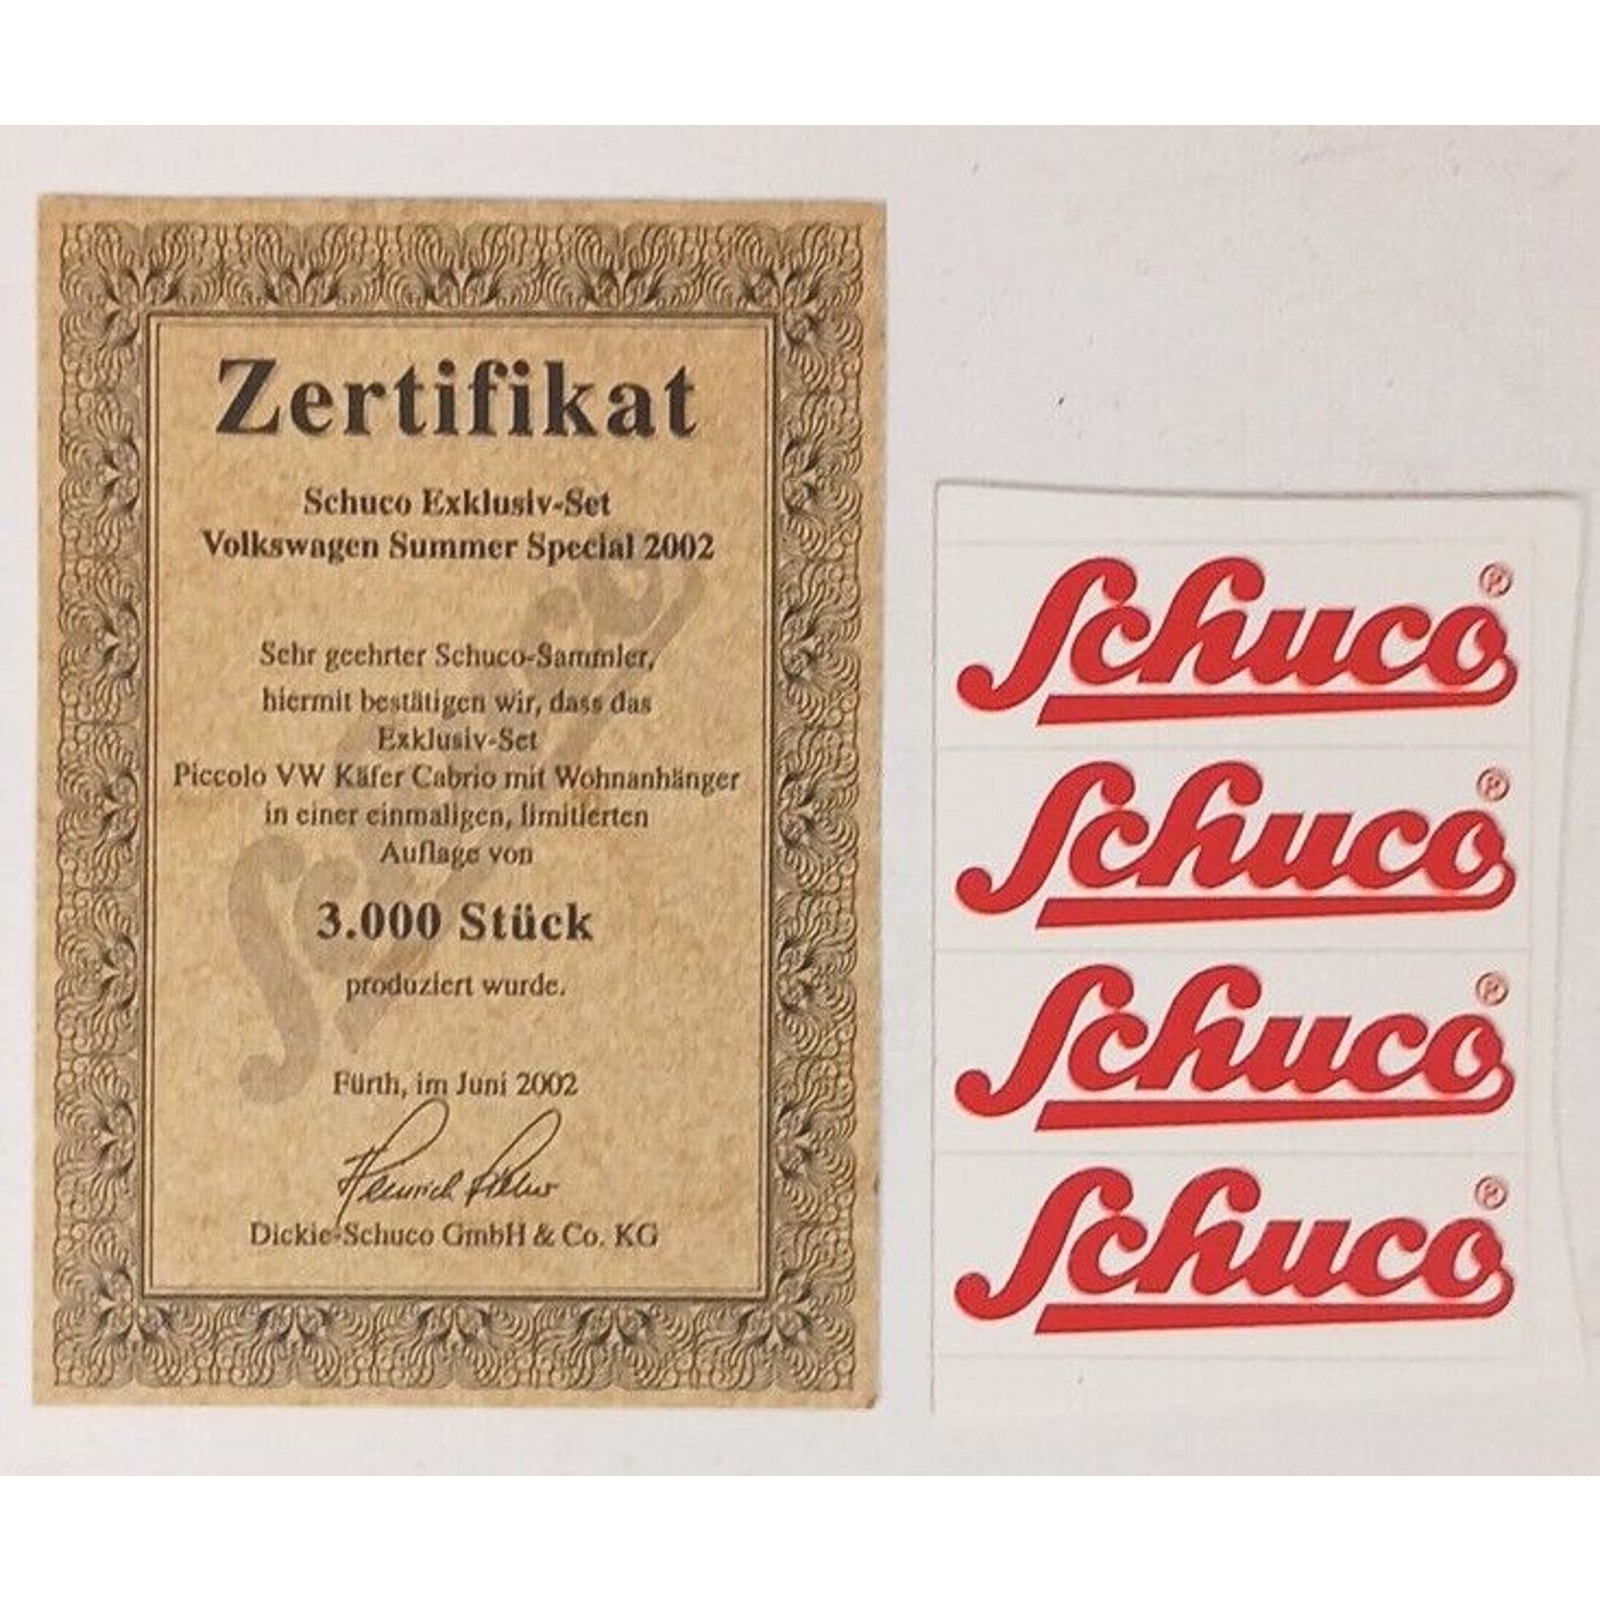 Zertifikat
Schuco Exklusiv-Set
Volkswagen Summer Special 2002
Sehr geehrter Schuco-Sammler,
hiermit bestätigen wir, dass das
Exklusiv-Set
Piccolo VW Käfer Cabrio mit Wohnanhänger
in einer einmaligen, limitierten
Auflage von
3.000 Stück
produziert wurde.
Fürth, im Juni 2002
Heinrich
Dickie-Schuco GmbH & Co. KG
Schuco®
Schuco®
Schuco®
Schuco®